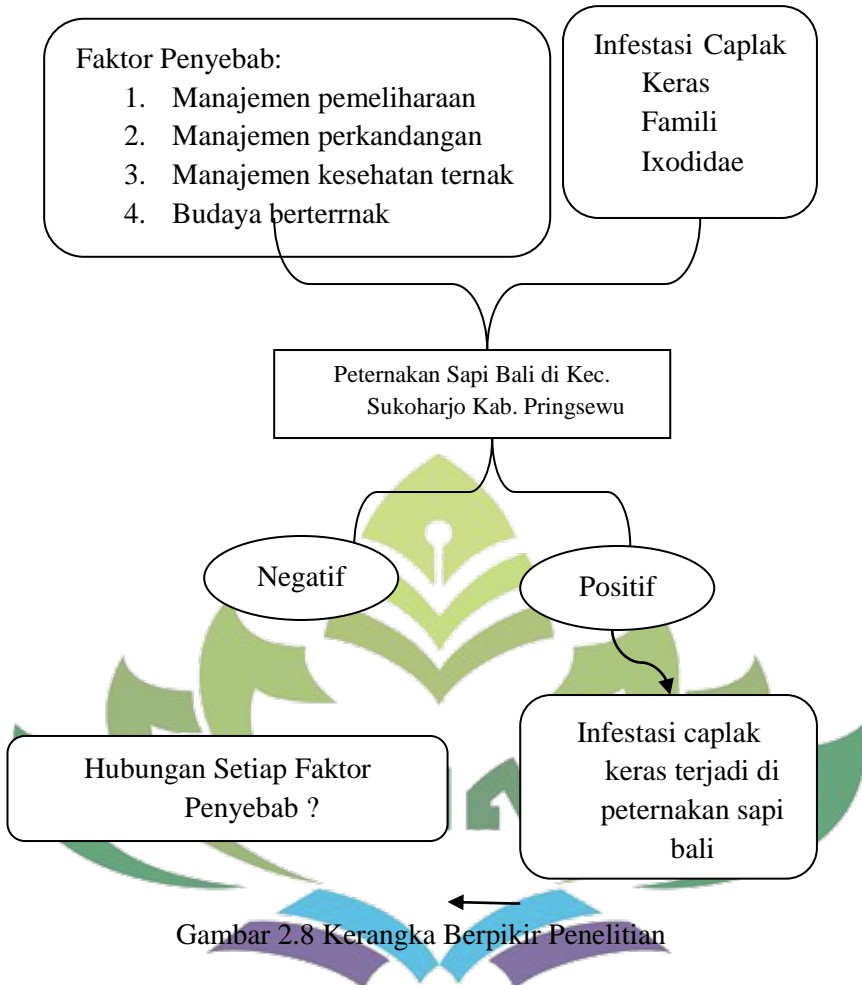 Faktor Penyebab:
1. Manajemen pemeliharaan
2. Manajemen perkandangan
3. Manajemen kesehatan ternak
4. Budaya berterrnak
Infestasi Caplak
Keras
Famili
Ixodidae
Peternakan Sapi Bali di Kec.
Sukoharjo Kab. Pringsewu
Negatif
Positif
Hubungan Setiap Faktor
Penyebab ?
Infestasi caplak
keras terjadi di
peternakan sapi
bali
Gambar 2.8 Kerangka Berpikir Penelitian